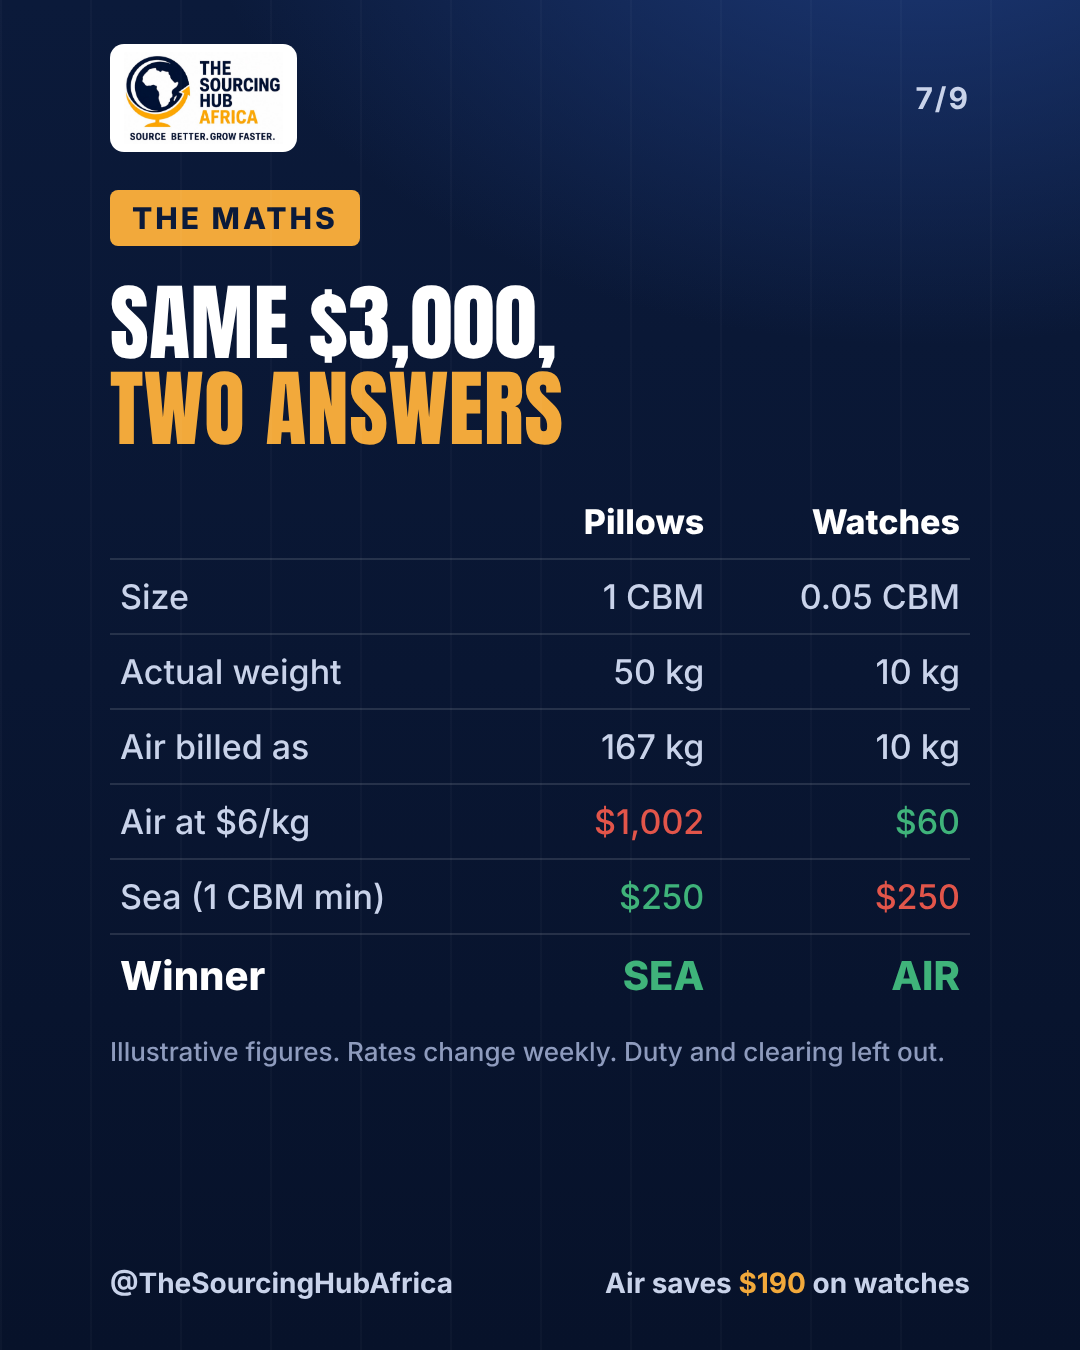 THE
SOURCING
HUB
AFRICA
SOURCE BETTER. GROW FASTER.
7/9
THE MATHS
SAME $3,000,
TWO ANSWERS
Pillows Watches
Size 1 CBM 0.05 CBM
Actual weight 50 kg 10 kg
Air billed as 167 kg 10 kg
Air at $6/kg $1,002 $60
Sea (1 CBM min) $250 $250
Winner SEA AIR
Illustrative figures. Rates change weekly. Duty and clearing left out.
@TheSourcingHubAfrica Air saves $190 on watches